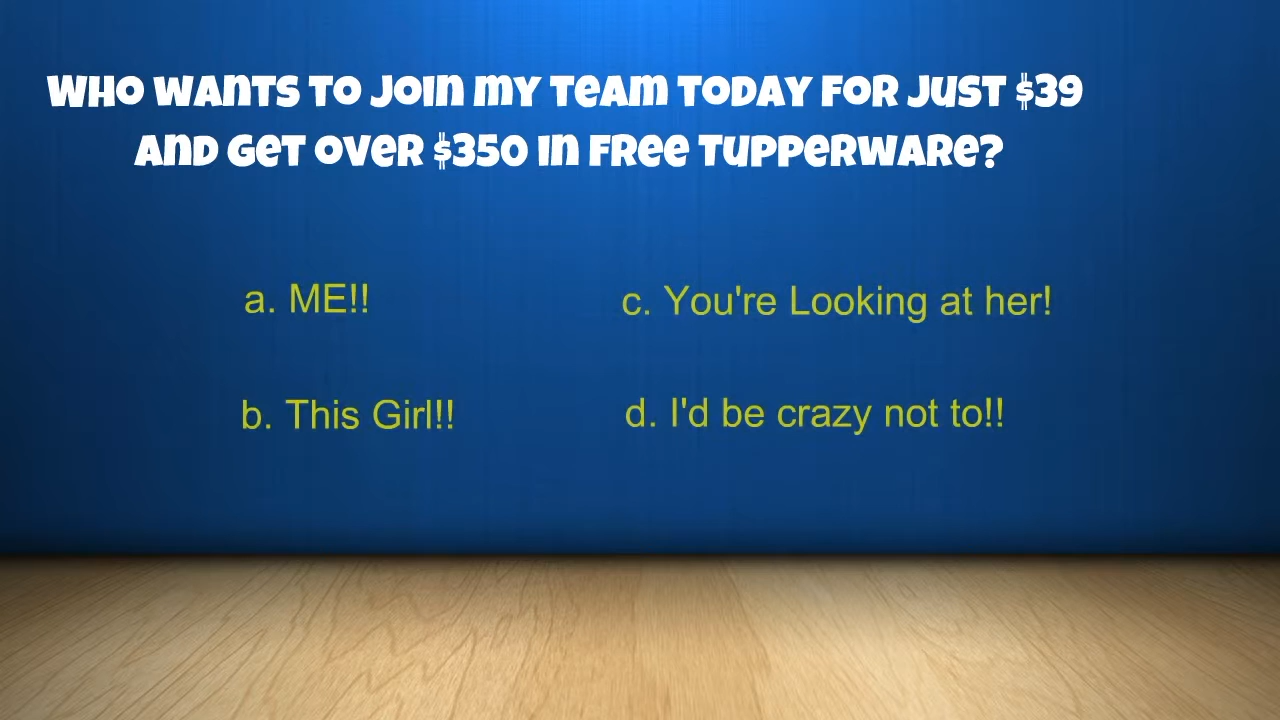 WHO WANTS TO JOIN MY TEAM TODAY FOR JUST $39
AND GET OVER $350 IN FREE TUPPERWARE?
a. ME!!
b. This Girl!!
c. You're Looking at her!
d. I'd be crazy not to!!